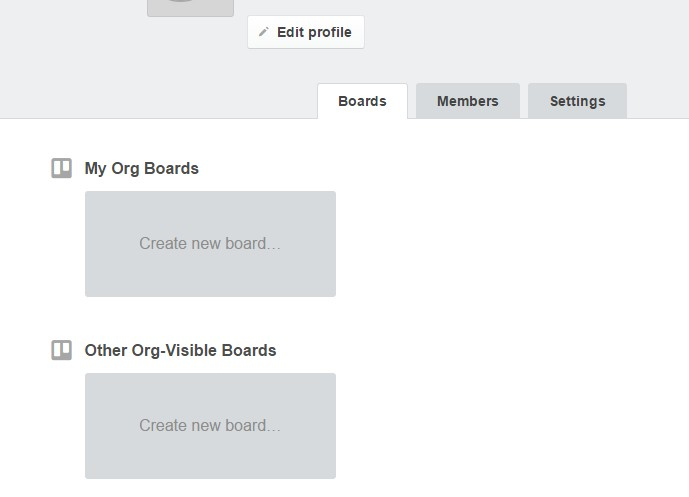 Edit profile
Boards
Members
Settings
My Org Boards
Create new board…
Other Org-Visible Boards
Create new board…